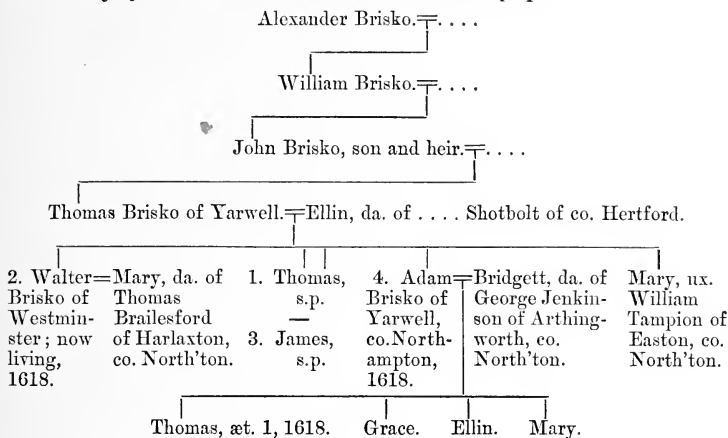 Alexander Brisko.=. . . .
William Brisko.=. . . .
John Brisko, son and heir.=. . . .
Thomas Brisko of Yarwell.=Ellin, da. of . . . . Shotbolt of co. Hertford.
2. Walter=
Brisko of
Westmin-
ster; now
living,
1618.
Mary, da. of
Thomas
Brailesford
of Harlaxton,
co. North'ton.
1. Thomas,
s.p.
—
3. James,
s.p.
4. Adam=
Brisko of
Yarwell,
co. North-
ampton,
1618.
Bridgett, da. of
George Jenkin-
son of Arthing-
worth, co.
North'ton.
Mary, ux.
William
Tampion of
Easton, co.
North'ton.
Thomas, æt. 1, 1618. Grace. Ellin. Mary.